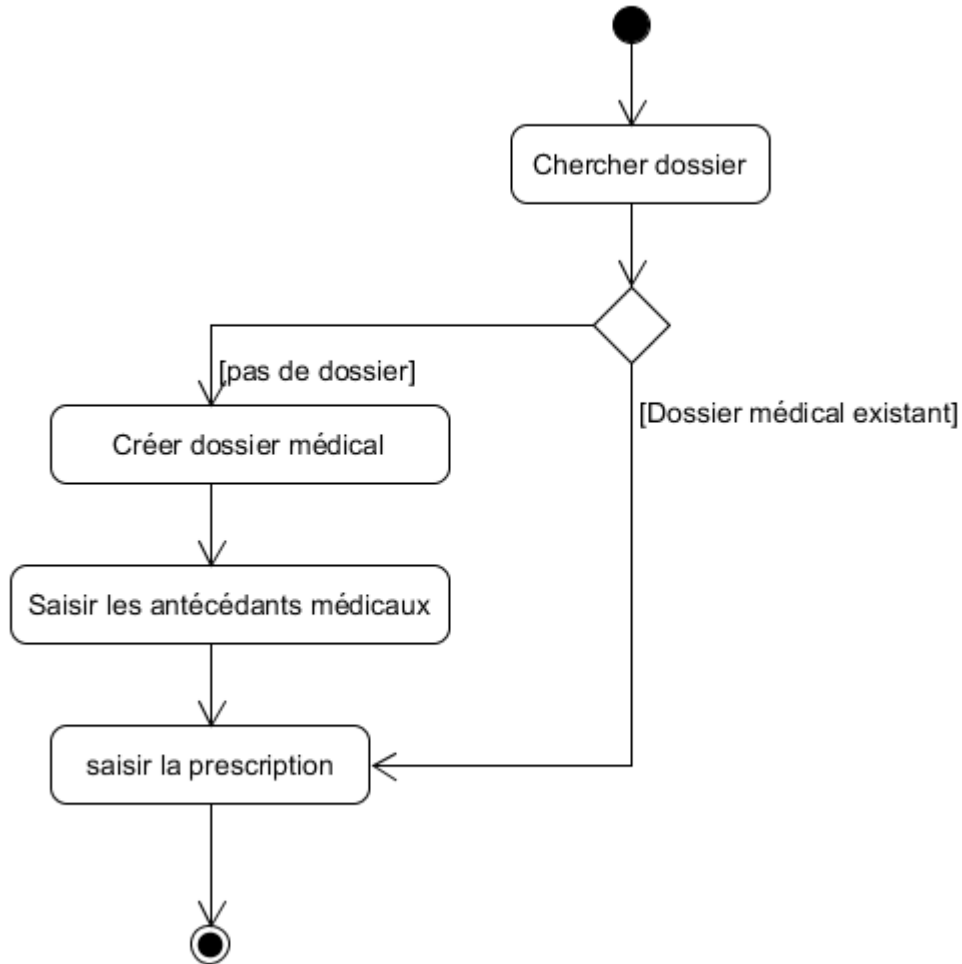 Chercher dossier
[pas de dossier]
[Dossier médical existant]
Créer dossier médical
Saisir les antécédants médicaux
saisir la prescription